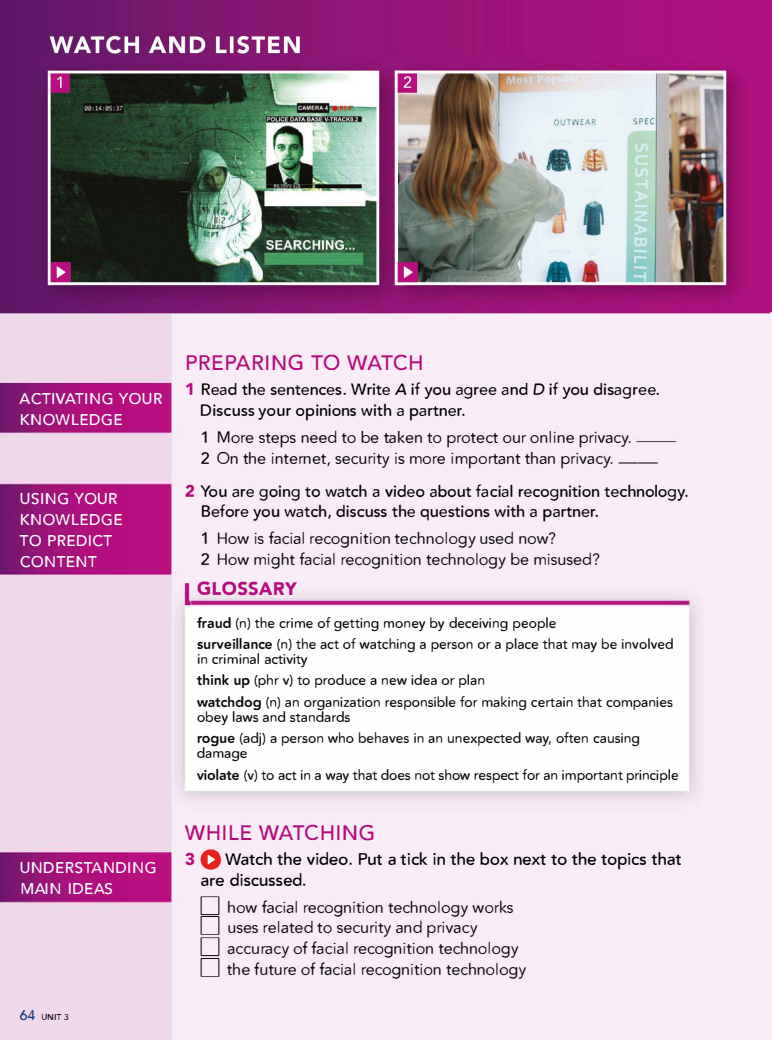 WATCH AND LISTEN
1
00:14:05:37
CAMERA 4
REC
POLICE DATA BASE V-TRACK0.2
SEARCHING...
2
Most Popular
OUTWEAR
SPEC
SUSTAINABILIT
PREPARING TO WATCH
ACTIVATING YOUR
KNOWLEDGE
1 Read the sentences. Write A if you agree and D if you disagree.
Discuss your opinions with a partner.
1 More steps need to be taken to protect our online privacy. _____
2 On the internet, security is more important than privacy. _____
USING YOUR
KNOWLEDGE
TO PREDICT
CONTENT
2 You are going to watch a video about facial recognition technology.
Before you watch, discuss the questions with a partner.
1 How is facial recognition technology used now?
2 How might facial recognition technology be misused?
GLOSSARY
fraud (n) the crime of getting money by deceiving people
surveillance (n) the act of watching a person or a place that may be involved
in criminal activity
think up (phr v) to produce a new idea or plan
watchdog (n) an organization responsible for making certain that companies
obey laws and standards
rogue (adj) a person who behaves in an unexpected way, often causing
damage
violate (v) to act in a way that does not show respect for an important principle
WHILE WATCHING
UNDERSTANDING
MAIN IDEAS
3 Watch the video. Put a tick in the box next to the topics that
are discussed.
how facial recognition technology works
uses related to security and privacy
accuracy of facial recognition technology
the future of facial recognition technology
64 UNIT 3